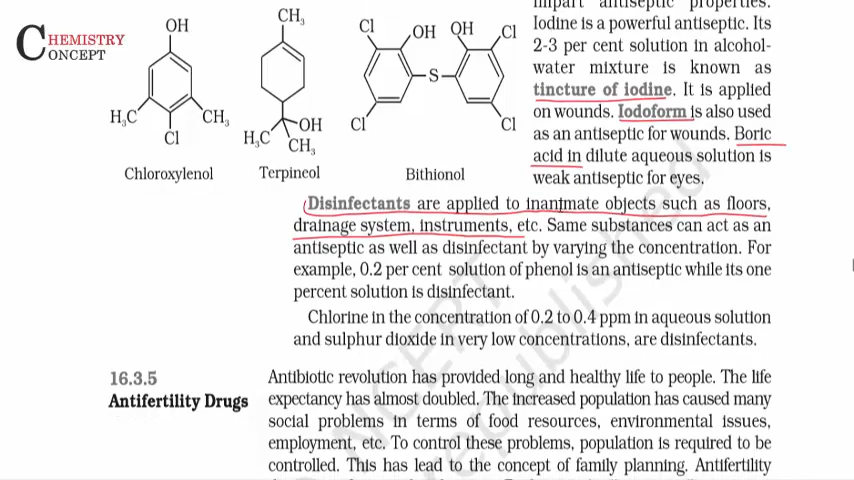 CHEMISTRY
CONCEPT
OH
H₃C
CH₃
Cl
Chloroxylenol
CH₃
OH
H₃C
CH₃
Terpineol
Cl
OH
OH
Cl
S
Cl
Cl
Bithionol
impart antiseptic properties.
Iodine is a powerful antiseptic. Its
2-3 per cent solution in alcohol-
water mixture is known as
tincture of iodine. It is applied
on wounds. Iodoform is also used
as an antiseptic for wounds. Boric
acid in dilute aqueous solution is
weak antiseptic for eyes.
Disinfectants are applied to inanimate objects such as floors,
drainage system, instruments, etc. Same substances can act as an
antiseptic as well as disinfectant by varying the concentration. For
example, 0.2 per cent solution of phenol is an antiseptic while its one
percent solution is disinfectant.
Chlorine in the concentration of 0.2 to 0.4 ppm in aqueous solution
and sulphur dioxide in very low concentrations, are disinfectants.
16.3.5
Antifertility Drugs
Antibiotic revolution has provided long and healthy life to people. The life
expectancy has almost doubled. The increased population has caused many
social problems in terms of food resources, environmental issues,
employment, etc. To control these problems, population is required to be
controlled. This has lead to the concept of family planning. Antifertility
NCERT
republished